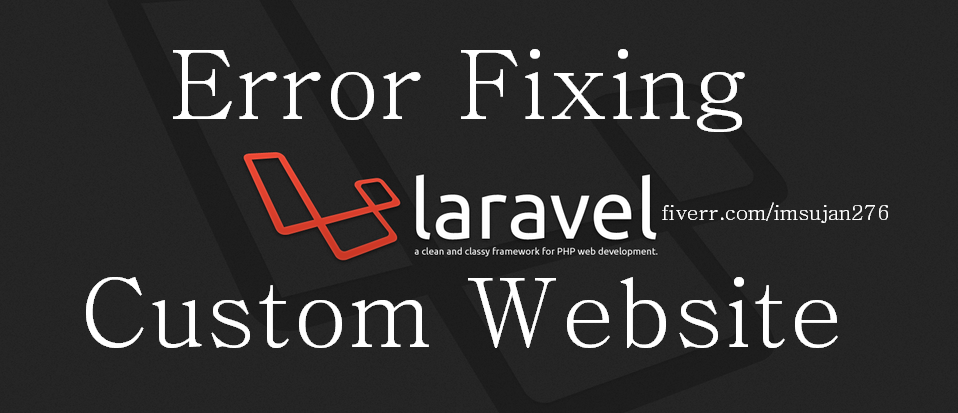 Error Fixing
laravel
fiverr.com/imsujan276
a clean and classy framework for PHP web development.
Custom Website